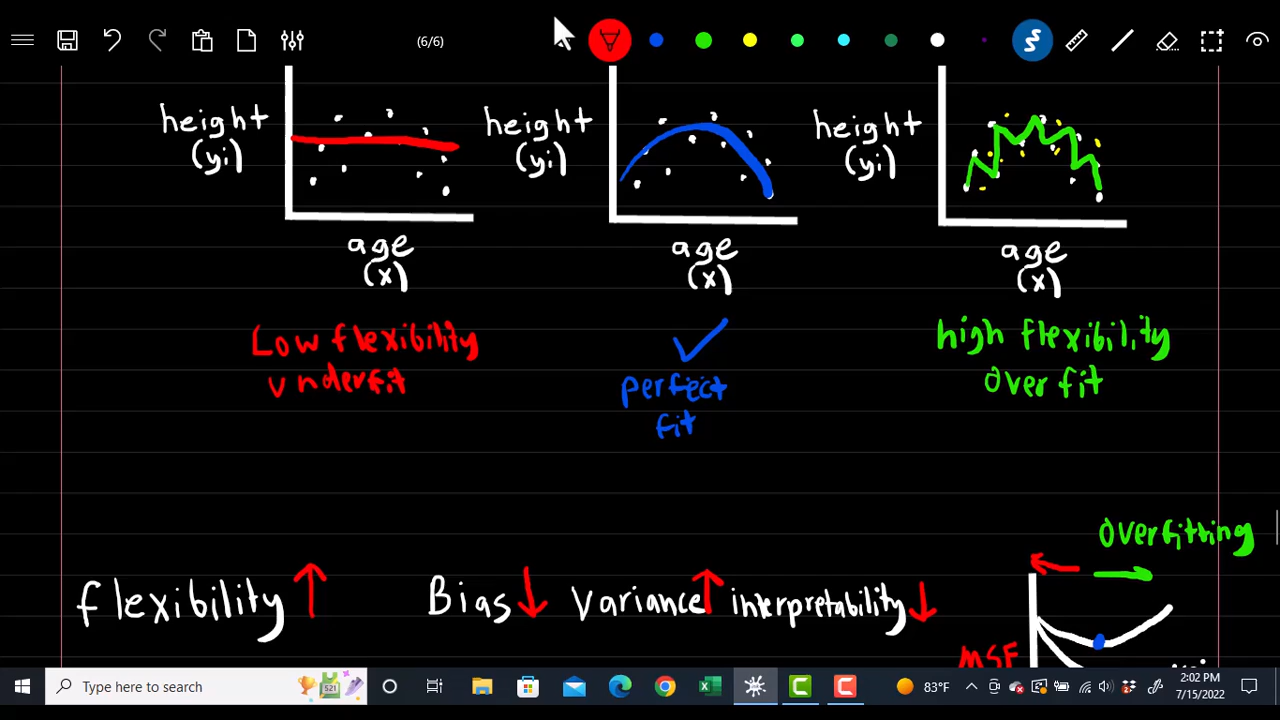 (6/6)
height
(yi)
age
(x)
height
(yi)
age
(x)
height
(yi)
age
(x)
Low flexibility
underfit
perfect
fit
high flexibility
Over fit
Overfitting
flexibility
Bias
Variance
interpretability
MSE
Type here to search
521
83°F
2:02 PM
7/15/2022